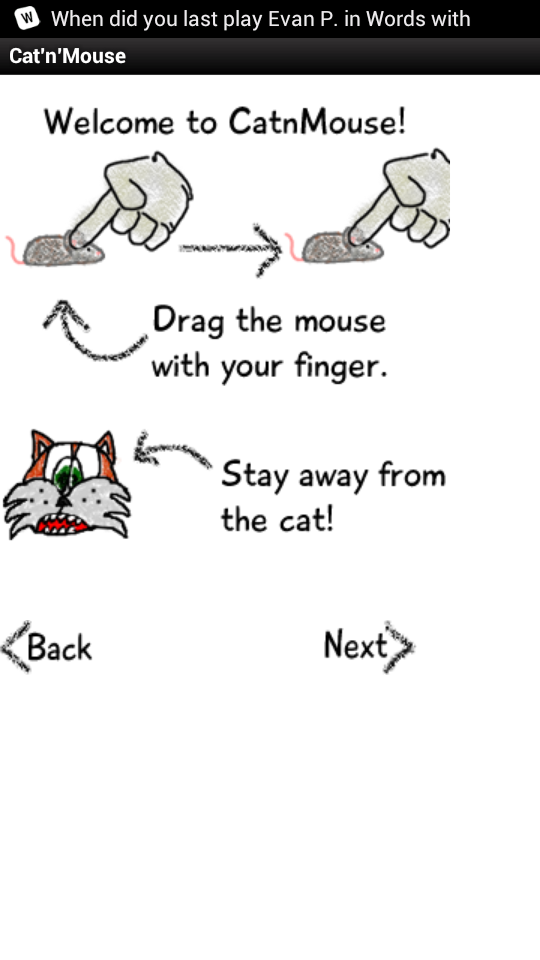 W When did you last play Evan P. in Words with
Cat'n'Mouse
Welcome to CatnMouse!
Drag the mouse
with your finger.
Stay away from
the cat!
Back
Next